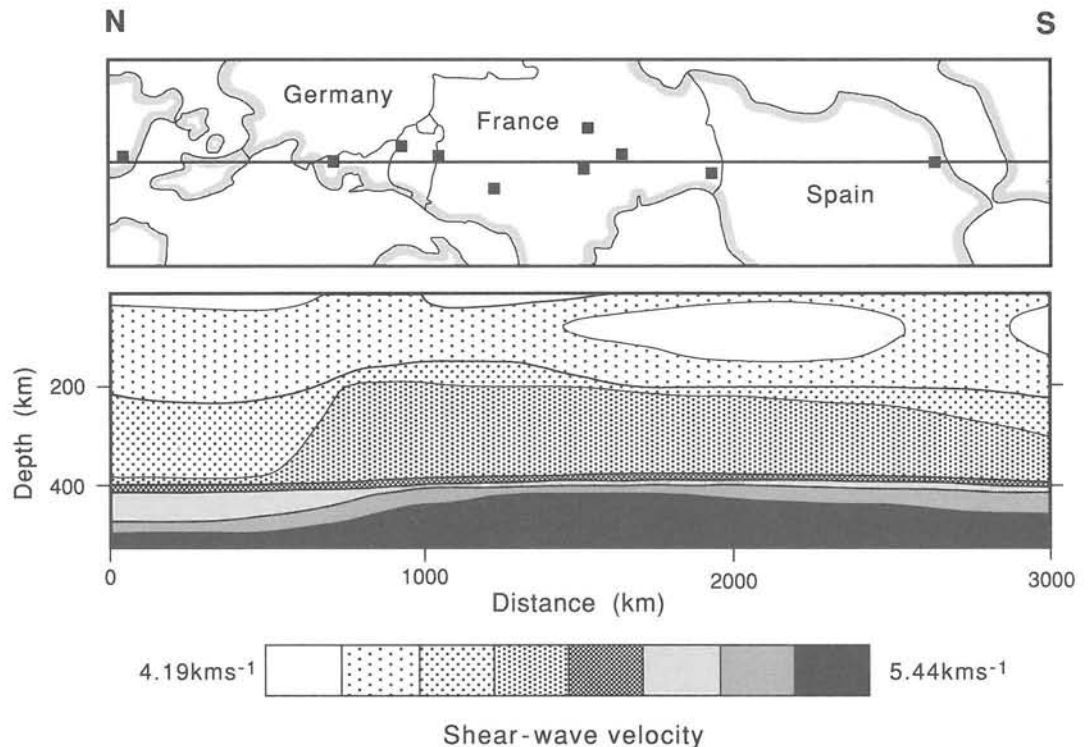 N S
Germany
France
Spain
200
400
Depth (km)
0 1000 2000 3000
Distance (km)
4.19kms⁻¹ 5.44kms⁻¹
Shear-wave velocity